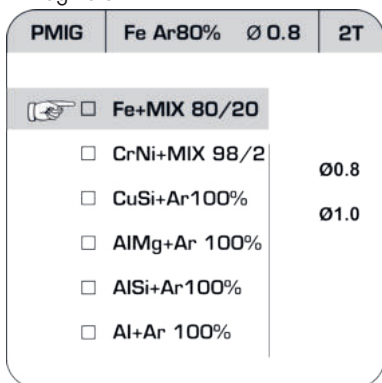 PMIG Fe Ar80% Ø 0.8 2T
Fe+MIX 80/20
CrNi+MIX 98/2
Ø0.8
CuSi+Ar100%
Ø1.0
AlMg+Ar 100%
AlSi+Ar100%
Al+Ar 100%